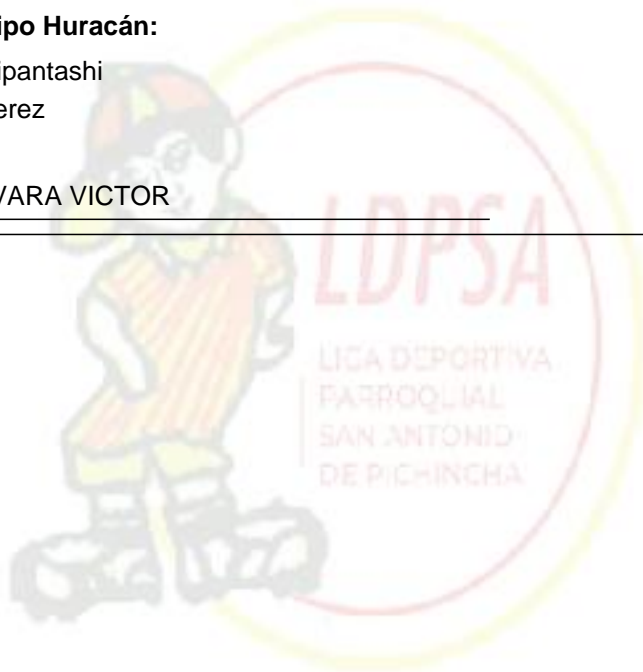 ipo Huracán:
ipantashi
erez
VARA VICTOR
LDPSA
LIGA DEPORTIVA
PARROQUIAL
SAN ANTONIO
DE PICHINCHA